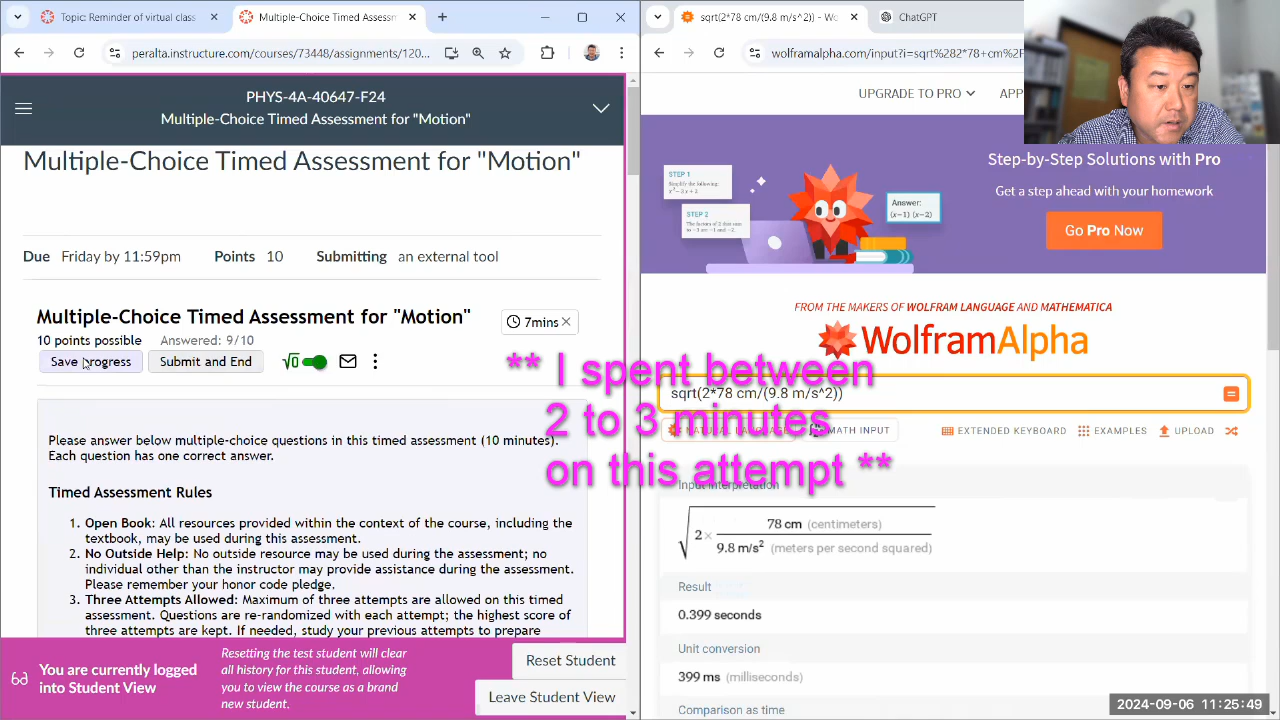 Topic: Reminder of virtual class
Multiple-Choice Timed Assessm
peralta.instructure.com/courses/73448/assignments/120...
PHYS-4A-40647-F24
Multiple-Choice Timed Assessment for "Motion"
Multiple-Choice Timed Assessment for "Motion"
Due Friday by 11:59pm Points 10 Submitting an external tool
Multiple-Choice Timed Assessment for "Motion"
7mins
10 points possible Answered: 9/10
Save progress Submit and End
Please answer below multiple-choice questions in this timed assessment (10 minutes).
Each question has one correct answer.
Timed Assessment Rules
1. Open Book: All resources provided within the context of the course, including the
textbook, may be used during this assessment.
2. No Outside Help: No outside resource may be used during the assessment; no
individual other than the instructor may provide assistance during the assessment.
Please remember your honor code pledge.
3. Three Attempts Allowed: Maximum of three attempts are allowed on this timed
assessment. Questions are re-randomized with each attempt; the highest score of
three attempts are kept. If needed, study your previous attempts to prepare
You are currently logged
into Student View
Resetting the test student will clear
all history for this student, allowing
you to view the course as a brand
new student.
Reset Student
Leave Student View
** I spent between
2 to 3 minutes
on this attempt **
sqrt(2*78 cm/(9.8 m/s^2)) - Wo
ChatGPT
wolframalpha.com/input?i=sqrt%282*78+cm%2F
UPGRADE TO PRO
APP
STEP 1
STEP 2
Answer:
(x−1) (x−2)
Step-by-Step Solutions with Pro
Get a step ahead with your homework
Go Pro Now
FROM THE MAKERS OF WOLFRAM LANGUAGE AND MATHEMATICA
WolframAlpha
sqrt(2*78 cm/(9.8 m/s^2))
NATURAL LANGUAGE MATH INPUT EXTENDED KEYBOARD EXAMPLES UPLOAD
Input interpretation
√ 2 × 78 cm (centimeters)
9.8 m/s² (meters per second squared)
Result
0.399 seconds
Unit conversion
399 ms (milliseconds)
Comparison as time
2024-09-06 11:25:49